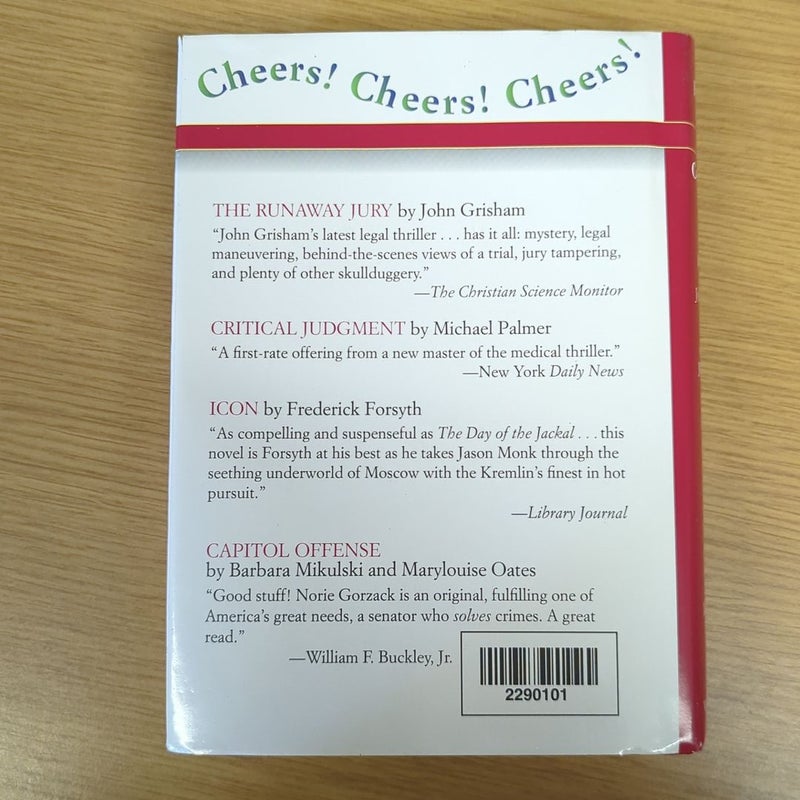 Cheers! Cheers! Cheers!
THE RUNAWAY JURY by John Grisham
“John Grisham’s latest legal thriller . . . has it all: mystery, legal
maneuvering, behind-the-scenes views of a trial, jury tampering,
and plenty of other skullduggery.”
—The Christian Science Monitor
CRITICAL JUDGMENT by Michael Palmer
“A first-rate offering from a new master of the medical thriller.”
—New York Daily News
ICON by Frederick Forsyth
“As compelling and suspenseful as The Day of the Jackal . . . this
novel is Forsyth at his best as he takes Jason Monk through the
seething underworld of Moscow with the Kremlin’s finest in hot
pursuit.”
—Library Journal
CAPITOL OFFENSE
by Barbara Mikulski and Marylouise Oates
“Good stuff! Norie Gorzack is an original, fulfilling one of
America’s great needs, a senator who solves crimes. A great
read.”
—William F. Buckley, Jr.
2290101